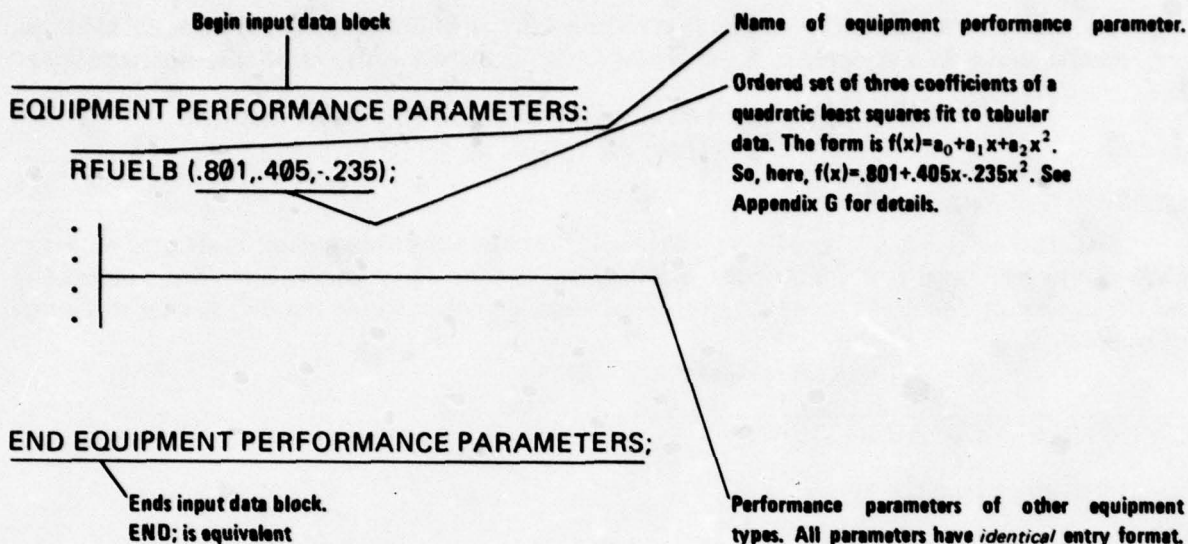 Begin input data block
Name of equipment performance parameter.
EQUIPMENT PERFORMANCE PARAMETERS:
Ordered set of three coefficients of a
quadratic least squares fit to tabular
data. The form is f(x)=a₀+a₁x+a₂x².
So, here, f(x)=.801+.405x-.235x². See
Appendix G for details.
RFUELB (.801,.405,-.235);
END EQUIPMENT PERFORMANCE PARAMETERS;
Ends input data block.
END; is equivalent
Performance parameters of other equipment
types. All parameters have identical entry format.